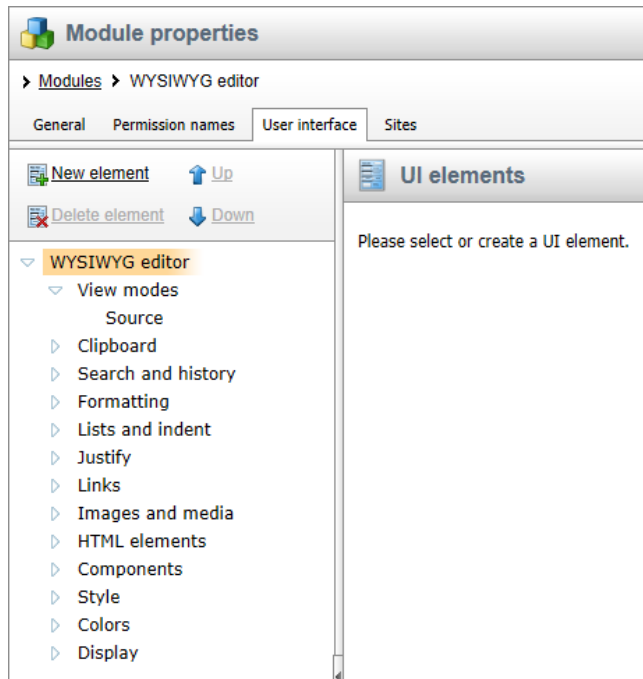 Module properties
Modules WYSIWYG editor
General Permission names User interface Sites
New element Up
Delete element Down
WYSIWYG editor
View modes
Source
Clipboard
Search and history
Formatting
Lists and indent
Justify
Links
Images and media
HTML elements
Components
Style
Colors
Display
UI elements
Please select or create a UI element.